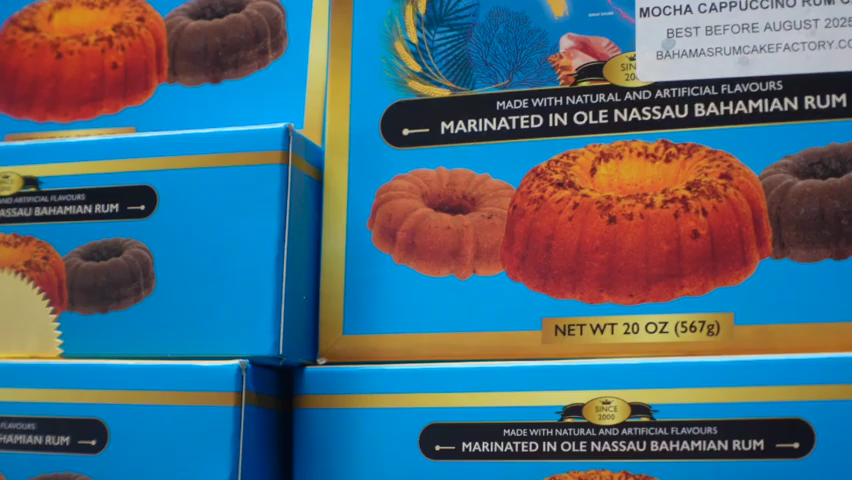 MOCHA CAPPUCCINO RUM
BEST BEFORE AUGUST 2025
BAHAMASRUMCAKEFACTORY.CO
MADE WITH NATURAL AND ARTIFICIAL FLAVOURS
MARINATED IN OLE NASSAU BAHAMIAN RUM
NET WT 20 OZ (567g)
AND ARTIFICIAL FLAVOURS
ASSAU BAHAMIAN RUM
FLAVOURS
HAMIAN RUM
SINCE
2000
MADE WITH NATURAL AND ARTIFICIAL FLAVOURS
MARINATED IN OLE NASSAU BAHAMIAN RUM